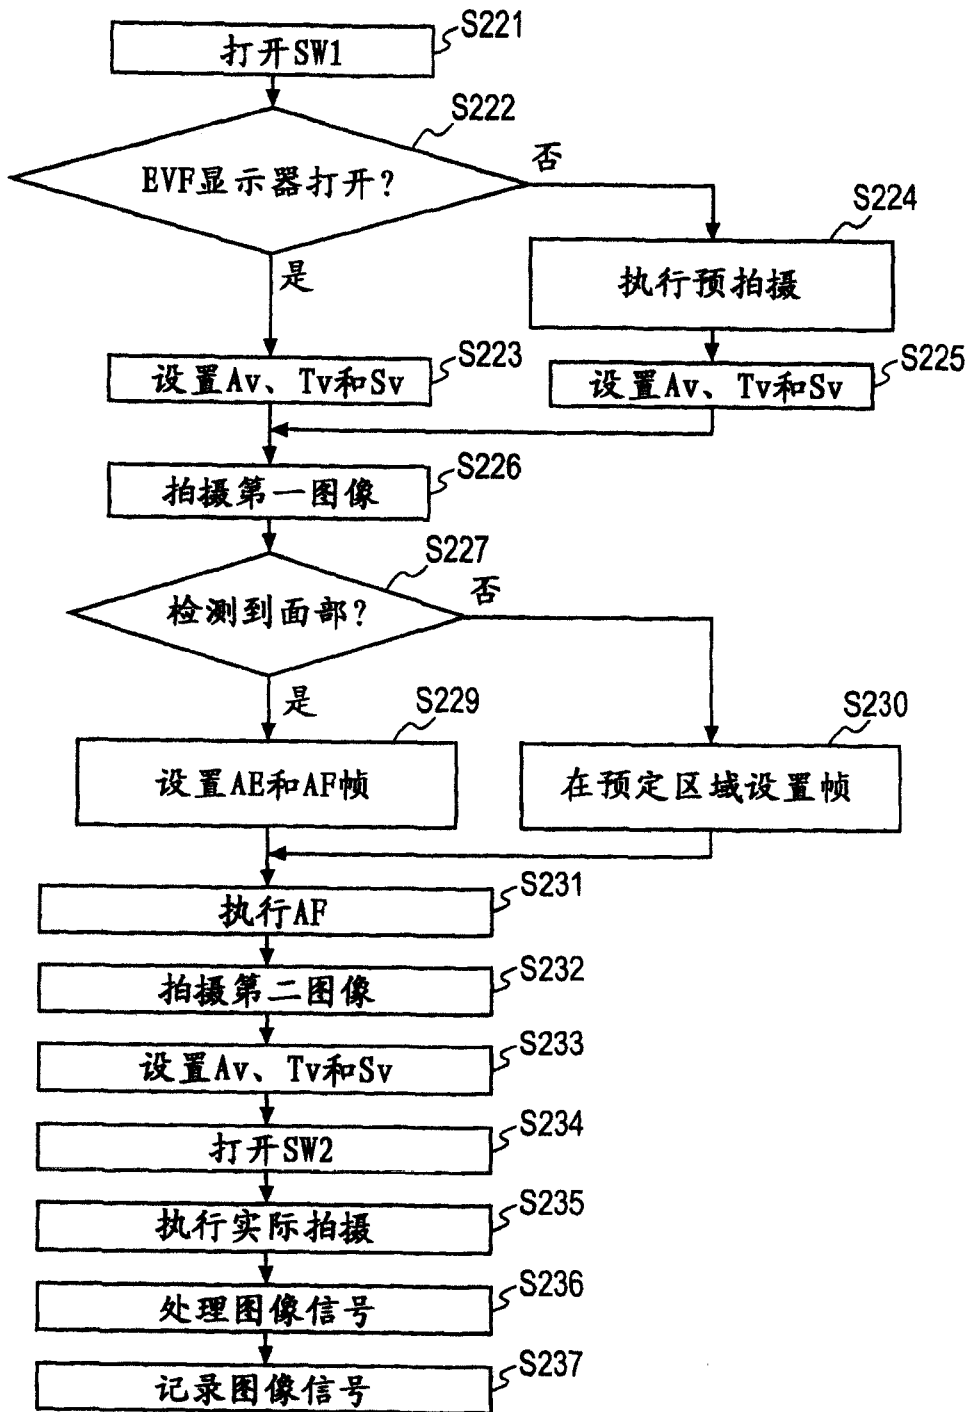 S221
打开SW1
S222
EVF显示器打开?
否
是
S224
执行预拍摄
S223
设置Av、Tv和Sv
S225
设置Av、Tv和Sv
S226
拍摄第一图像
S227
检测到面部?
否
是
S229
设置AE和AF帧
S230
在预定区域设置帧
S231
执行AF
S232
拍摄第二图像
S233
设置Av、Tv和Sv
S234
打开SW2
S235
执行实际拍摄
S236
处理图像信号
S237
记录图像信号